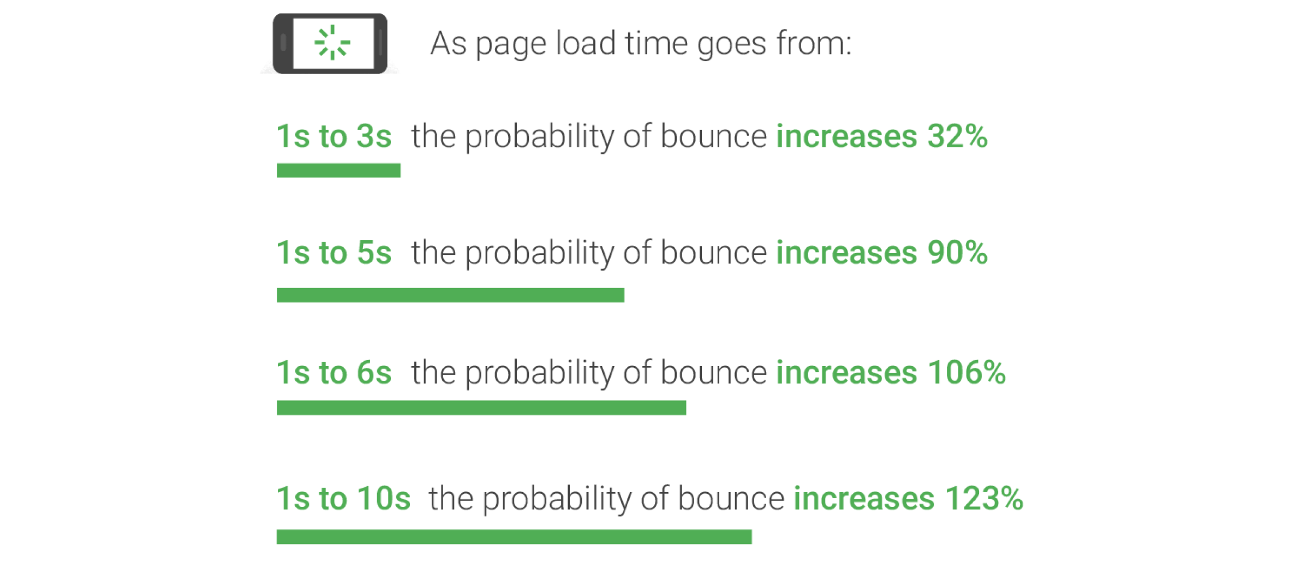 As page load time goes from:
1s to 3s the probability of bounce increases 32%
1s to 5s the probability of bounce increases 90%
1s to 6s the probability of bounce increases 106%
1s to 10s the probability of bounce increases 123%